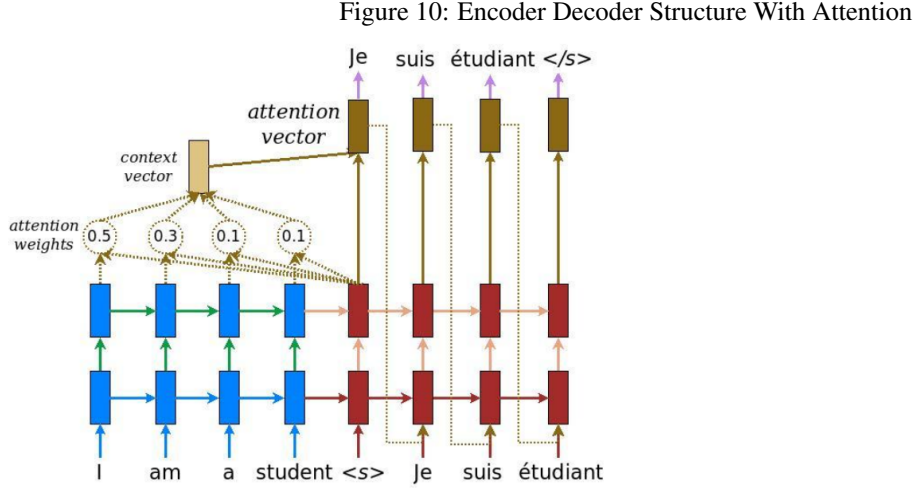 Figure 10: Encoder Decoder Structure With Attention
Je suis étudiant </s>
attention
vector
context
vector
attention
weights
0.5 0.3 0.1 0.1
I am a student <s> Je suis étudiant